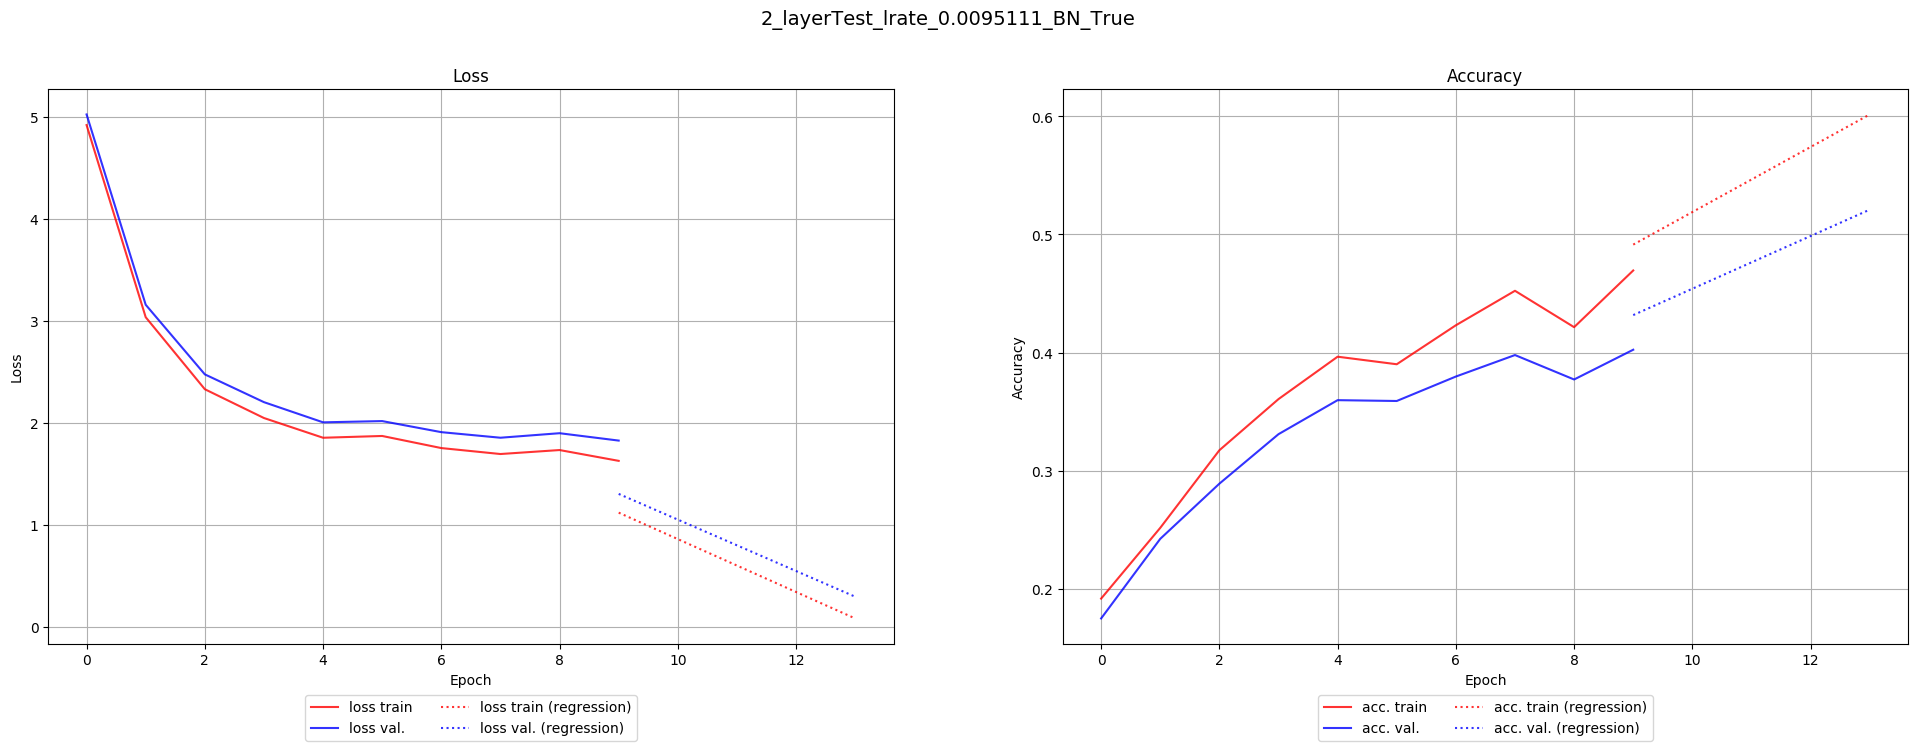 2_layerTest_lrate_0.0095111_BN_True
Loss
5
4
3
2
1
0
Loss
0 2 4 6 8 10 12
Epoch
loss train loss train (regression)
loss val. loss val. (regression)
Accuracy
0.6
0.5
0.4
0.3
0.2
Accuracy
0 2 4 6 8 10 12
Epoch
acc. train acc. train (regression)
acc. val. acc. val. (regression)